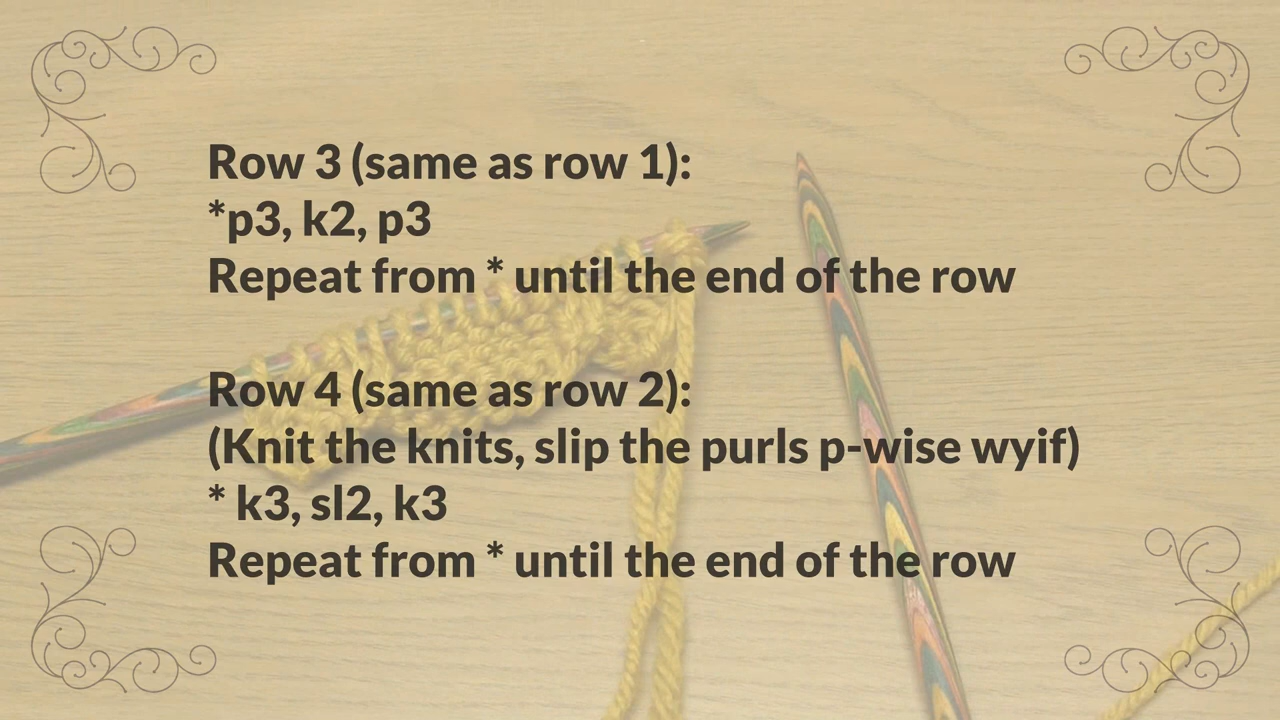 Row 3 (same as row 1):
*p3, k2, p3
Repeat from * until the end of the row
Row 4 (same as row 2):
(Knit the knits, slip the purls p-wise wyif)
* k3, sl2, k3
Repeat from * until the end of the row